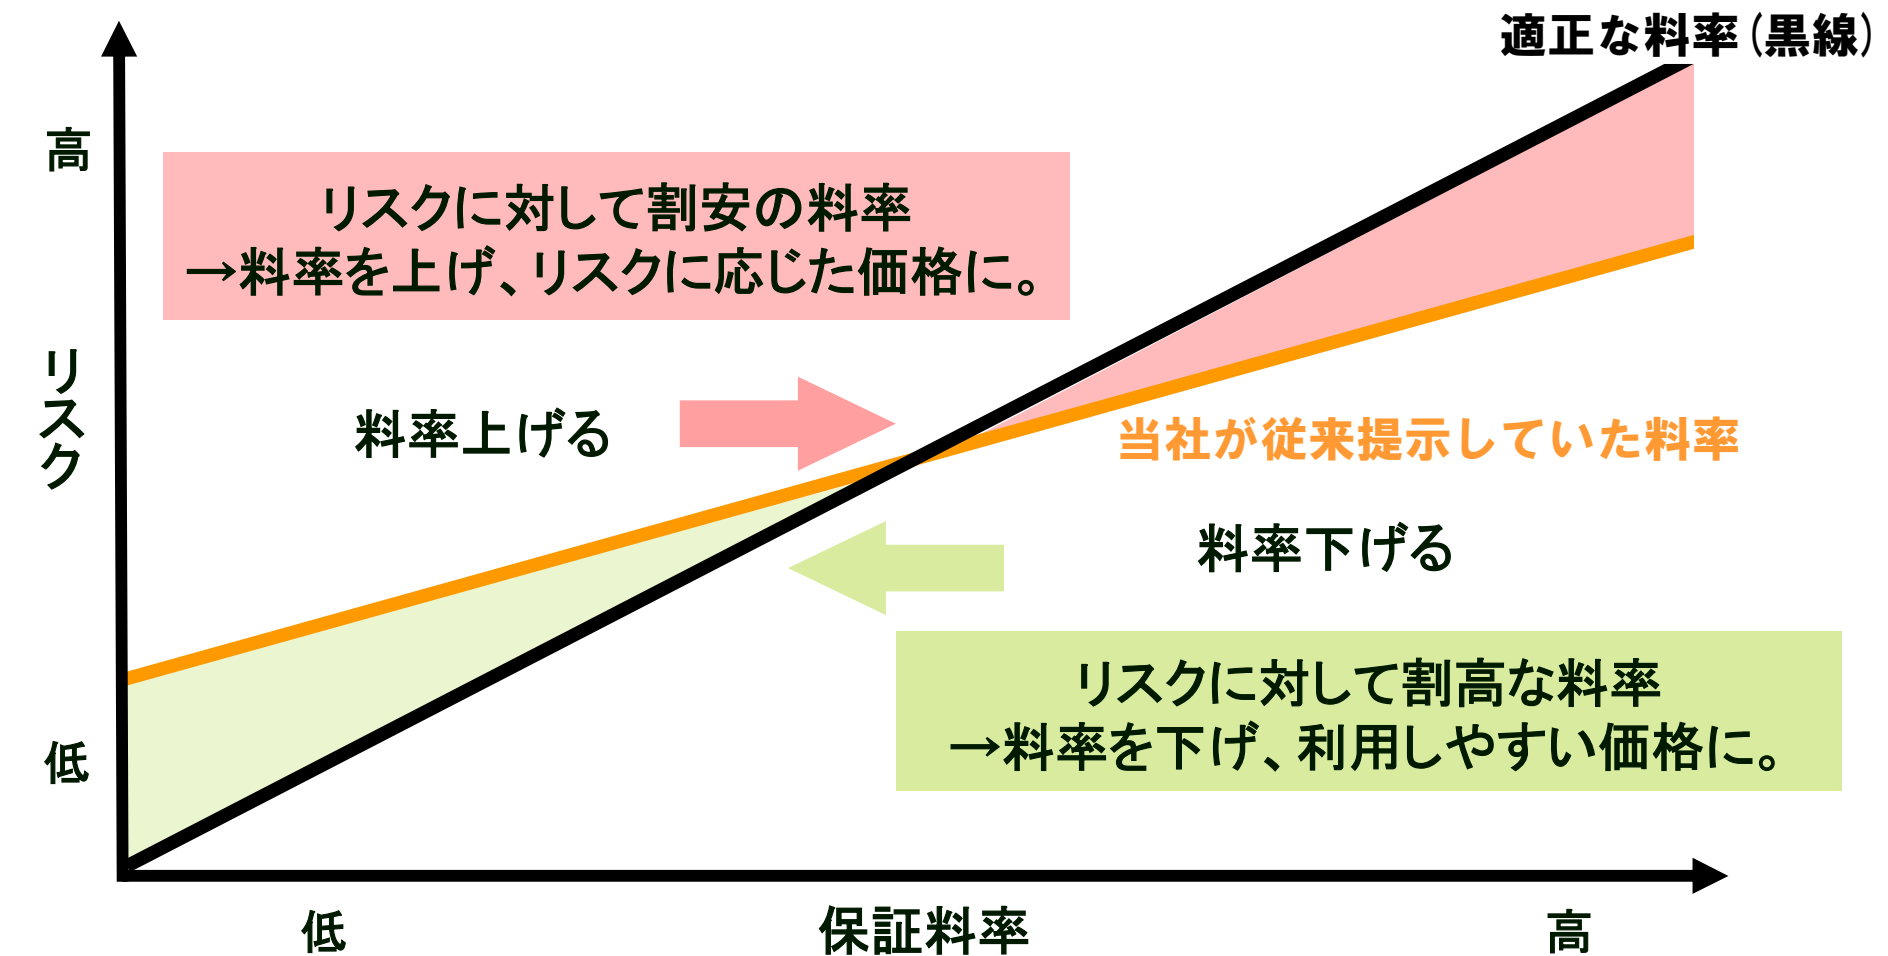 適正な料率(黒線)
高
リスクに対して割安の料率
→料率を上げ、リスクに応じた価格に。
リスク
料率上げる
当社が従来提示していた料率
料率下げる
リスクに対して割高な料率
→料率を下げ、利用しやすい価格に。
低
低
保証料率
高